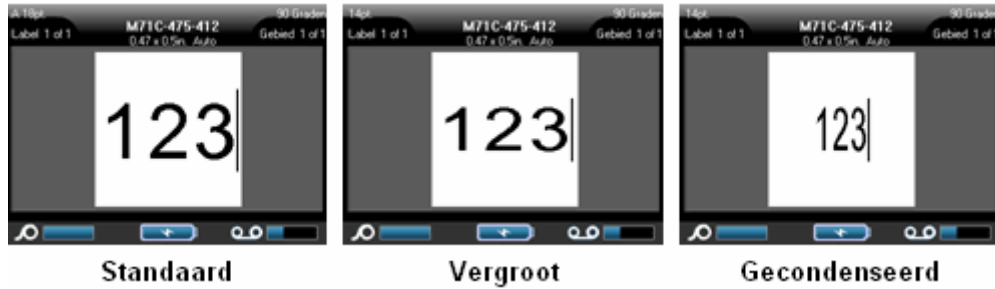 A 18pt.
90 Graden
Label 1 of 1
M71C-475-412
Gebied 1 of 1
0.47 x 0.5in. Auto
123
Standaard
14pt.
90 Graden
Label 1 of 1
M71C-475-412
Gebied 1 of 1
0.47 x 0.5in. Auto
123
Vergroot
14pt.
90 Graden
Label 1 of 1
M71C-475-412
Gebied 1 of 1
0.47 x 0.5in. Auto
123
Gecondenseerd